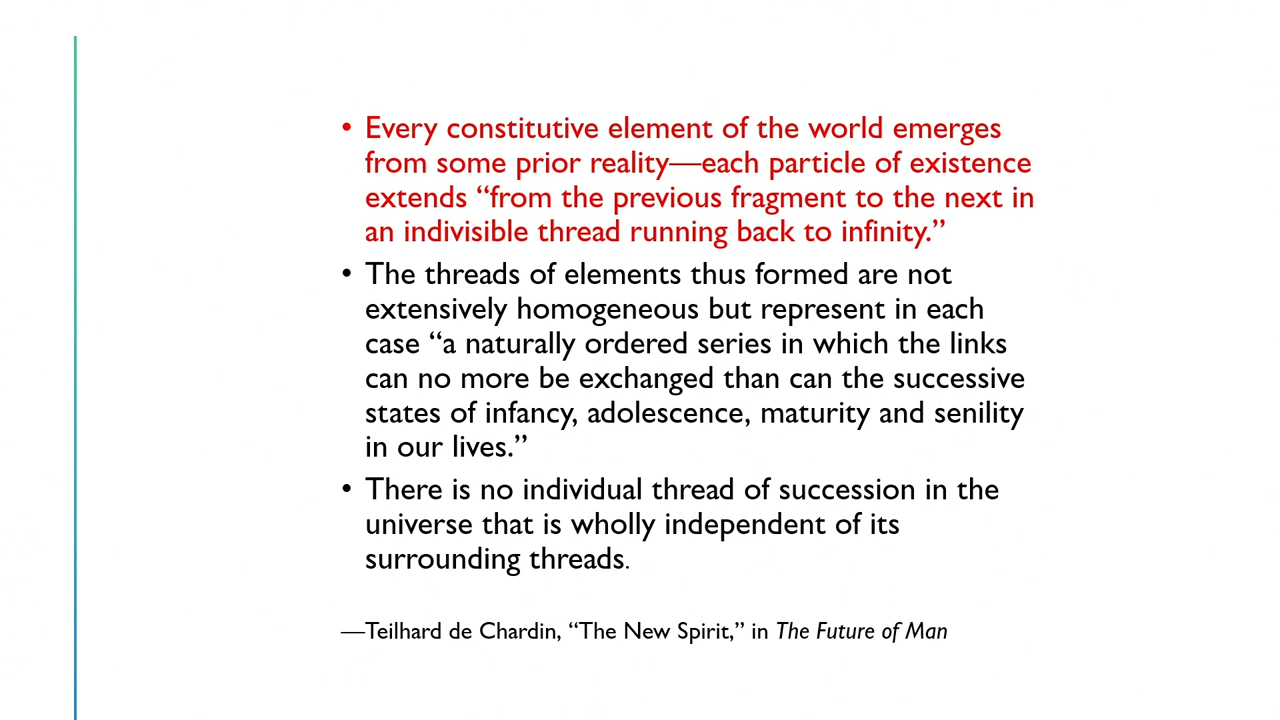 • Every constitutive element of the world emerges
from some prior reality—each particle of existence
extends “from the previous fragment to the next in
an indivisible thread running back to infinity.”
• The threads of elements thus formed are not
extensively homogeneous but represent in each
case “a naturally ordered series in which the links
can no more be exchanged than can the successive
states of infancy, adolescence, maturity and senility
in our lives.”
• There is no individual thread of succession in the
universe that is wholly independent of its
surrounding threads.
—Teilhard de Chardin, “The New Spirit,” in The Future of Man